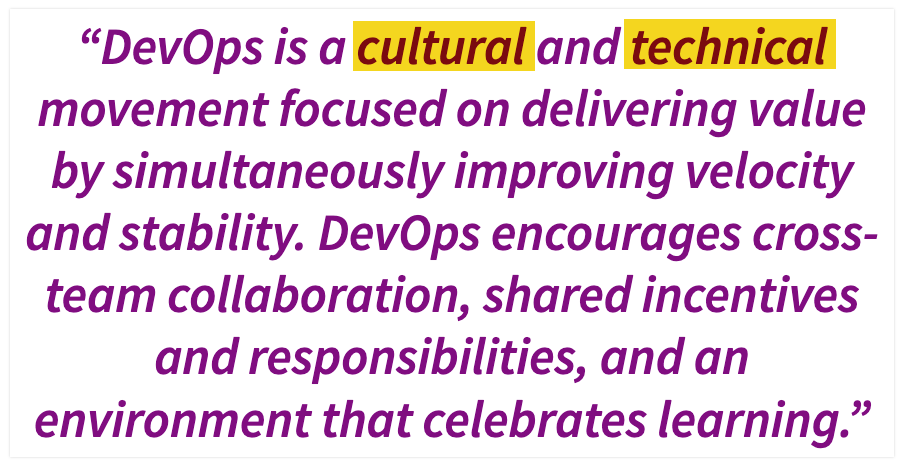 “DevOps is a cultural and technical
movement focused on delivering value
by simultaneously improving velocity
and stability. DevOps encourages cross-
team collaboration, shared incentives
and responsibilities, and an
environment that celebrates learning.”